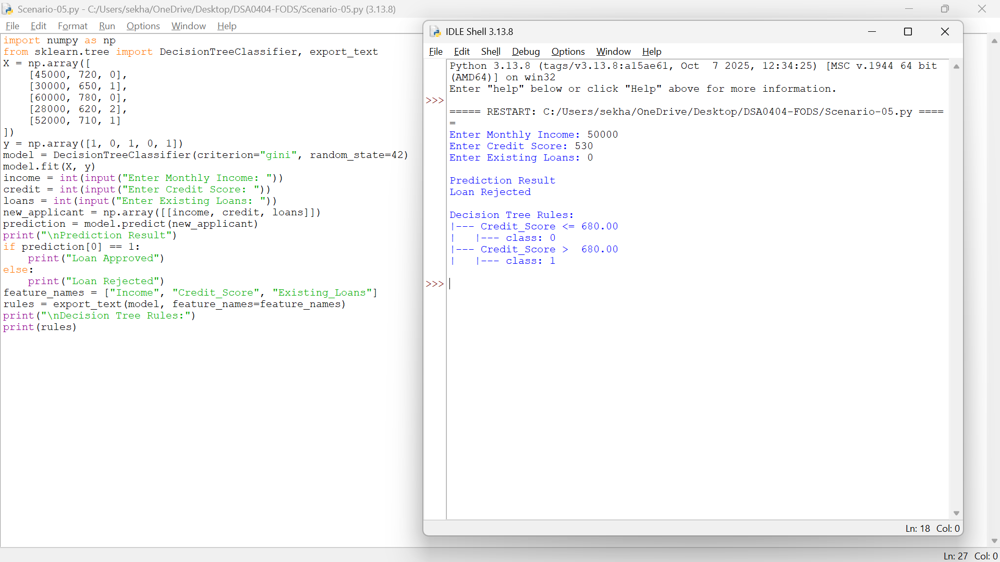 Scenario-05.py - C:/Users/sekha/OneDrive/Desktop/DSA0404-FODS/Scenario-05.py (3.13.8)
File Edit Format Run Options Window Help
import numpy as np
from sklearn.tree import DecisionTreeClassifier, export_text
X = np.array([
    [45000, 720, 0],
    [30000, 650, 1],
    [60000, 780, 0],
    [28000, 620, 2],
    [52000, 710, 1]
])
y = np.array([1, 0, 1, 0, 1])
model = DecisionTreeClassifier(criterion="gini", random_state=42)
model.fit(X, y)
income = int(input("Enter Monthly Income: "))
credit = int(input("Enter Credit Score: "))
loans = int(input("Enter Existing Loans: "))
new_applicant = np.array([[income, credit, loans]])
prediction = model.predict(new_applicant)
print("\nPrediction Result")
if prediction[0] == 1:
    print("Loan Approved")
else:
    print("Loan Rejected")
feature_names = ["Income", "Credit_Score", "Existing_Loans"]
rules = export_text(model, feature_names=feature_names)
print("\nDecision Tree Rules:")
print(rules)
IDLE Shell 3.13.8
File Edit Shell Debug Options Window Help
Python 3.13.8 (tags/v3.13.8:a15ae61, Oct  7 2025, 12:34:25) [MSC v.1944 64 bit
(AMD64)] on win32
Enter "help" below or click "Help" above for more information.
>>>
===== RESTART: C:/Users/sekha/OneDrive/Desktop/DSA0404-FODS/Scenario-05.py ====
=
Enter Monthly Income: 50000
Enter Credit Score: 530
Enter Existing Loans: 0
Prediction Result
Loan Rejected
Decision Tree Rules:
|--- Credit_Score <= 680.00
|   |--- class: 0
|--- Credit_Score >  680.00
|   |--- class: 1
>>>
Ln: 18 Col: 0
Ln: 27 Col: 0